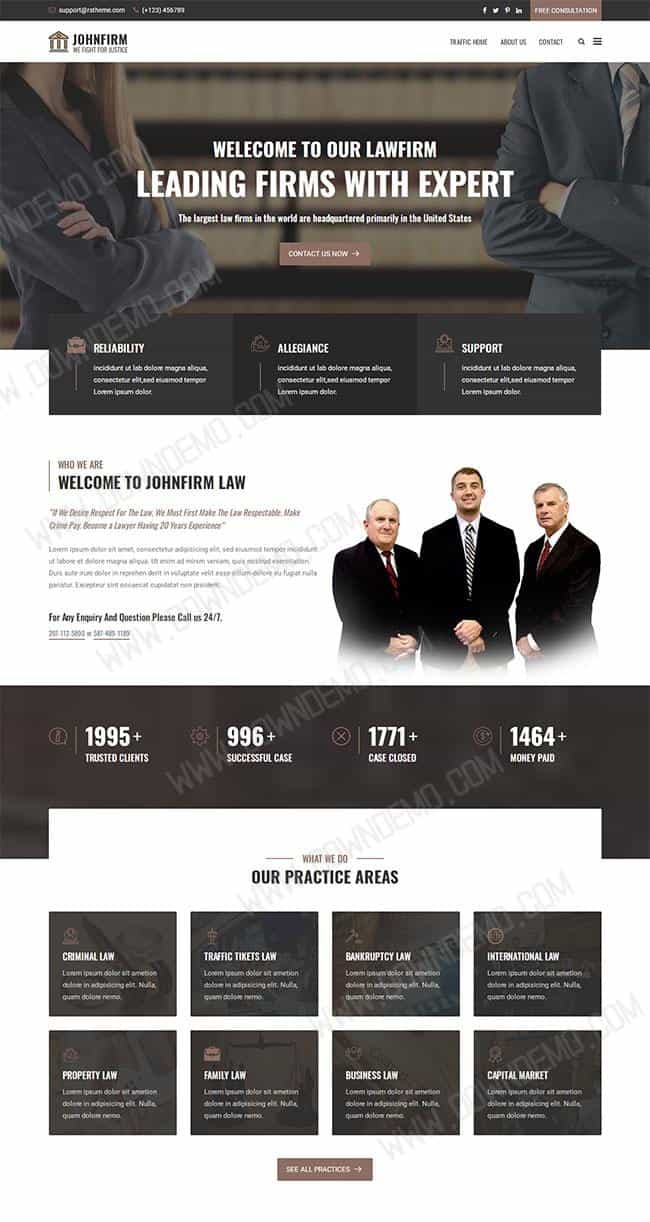 support@rstheme.com (+123) 456789 FREE CONSULTATION
JOHNFIRM
WE FIGHT FOR JUSTICE
TRAFFIC HOME ABOUT US CONTACT
WELECOME TO OUR LAWFIRM
LEADING FIRMS WITH EXPERT
The largest law firms in the world are headquartered primarily in the United States
CONTACT US NOW
RELIABILITY ALLEGIANCE SUPPORT
incididunt ut lab dolore magna aliqua, incididunt ut lab dolore magna aliqua, incididunt ut lab dolore magna aliqua,
consectetur elit,sed eiusmod tempor consectetur elit,sed eiusmod tempor consectetur elit,sed eiusmod tempor
Lorem ipsum dolor. Lorem ipsum dolor. Lorem ipsum dolor.
WHO WE ARE
WELCOME TO JOHNFIRM LAW
"If We Desire Respect For The Law, We Must First Make The Law Respectable. Make
Crime Pay. Become a Lawyer Having 20 Years Experience"
Lorem ipsum dolor sit amet, consectetur adipisicing elit, sed do eiusmod tempor incididunt
ut labore et dolore magna aliqua. Ut enim ad minim veniam, quis nostrud exercitation.
Duis aute irure dolor in reprehen derit in voluptate velit esse cillum dolore eu fugiat nulla
pariatur. Excepteur sint occaecat cupidatat non proident.
For Any Enquiry And Question Please Call us 24/7.
207-112-5890 or 587-489-1189
1995+ 996+ 1771+ 1464+
TRUSTED CLIENTS SUCCESSFUL CASE CASE CLOSED MONEY PAID
WHAT WE DO
OUR PRACTICE AREAS
CRIMINAL LAW TRAFFIC TIKETS LAW BANKRUPTCY LAW INTERNATIONAL LAW
Lorem ipsum dolor sit ametion Lorem ipsum dolor sit ametion Lorem ipsum dolor sit ametion Lorem ipsum dolor sit ametion
dolore in adipisicing elit. Nulla, dolore in adipisicing elit. Nulla, dolore in adipisicing elit. Nulla, dolore in adipisicing elit. Nulla,
quam dolore nemo. quam dolore nemo. quam dolore nemo. quam dolore nemo.
PROPERTY LAW FAMILY LAW BUSINESS LAW CAPITAL MARKET
Lorem ipsum dolor sit ametion Lorem ipsum dolor sit ametion Lorem ipsum dolor sit ametion Lorem ipsum dolor sit ametion
dolore in adipisicing elit. Nulla, dolore in adipisicing elit. Nulla, dolore in adipisicing elit. Nulla, dolore in adipisicing elit. Nulla,
quam dolore nemo. quam dolore nemo. quam dolore nemo. quam dolore nemo.
SEE ALL PRACTICES
WWW.DOWNDEMO.COM